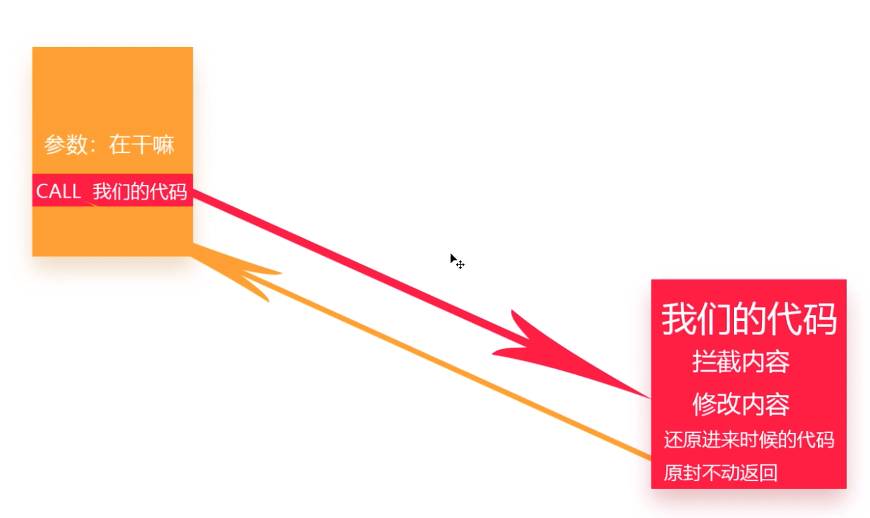 参数：在干嘛
CALL 我们的代码
我们的代码
拦截内容
修改内容
还原进来时候的代码
原封不动返回